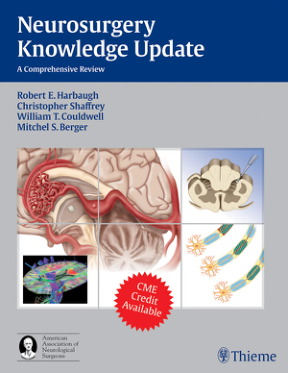 Neurosurgery
Knowledge Update
A Comprehensive Review
Robert E. Harbaugh
Christopher Shaffrey
William T. Couldwell
Mitchel S. Berger
CME
Credit
Available
American
Association of
Neurological
Surgeons
Thieme